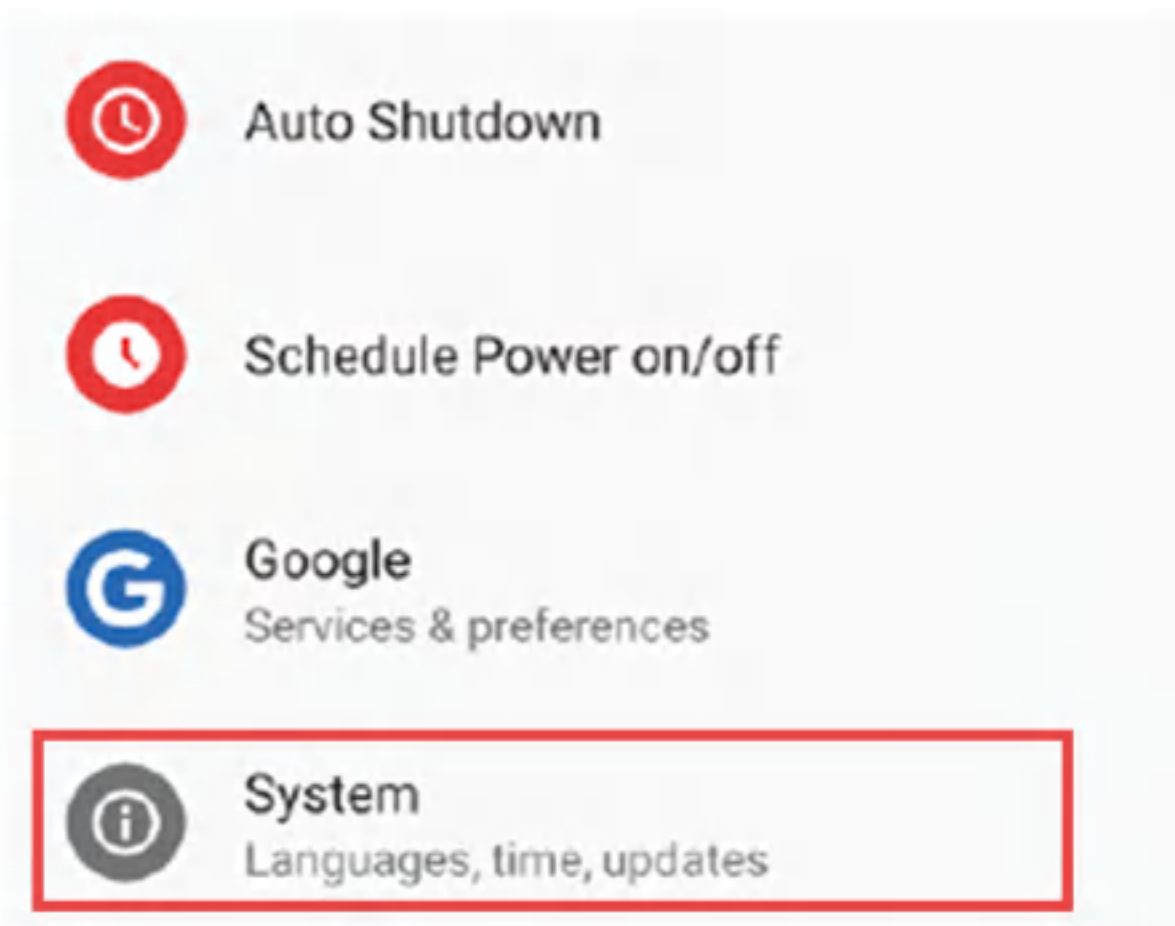 Auto Shutdown
Schedule Power on/off
Google
Services & preferences
System
Languages, time, updates